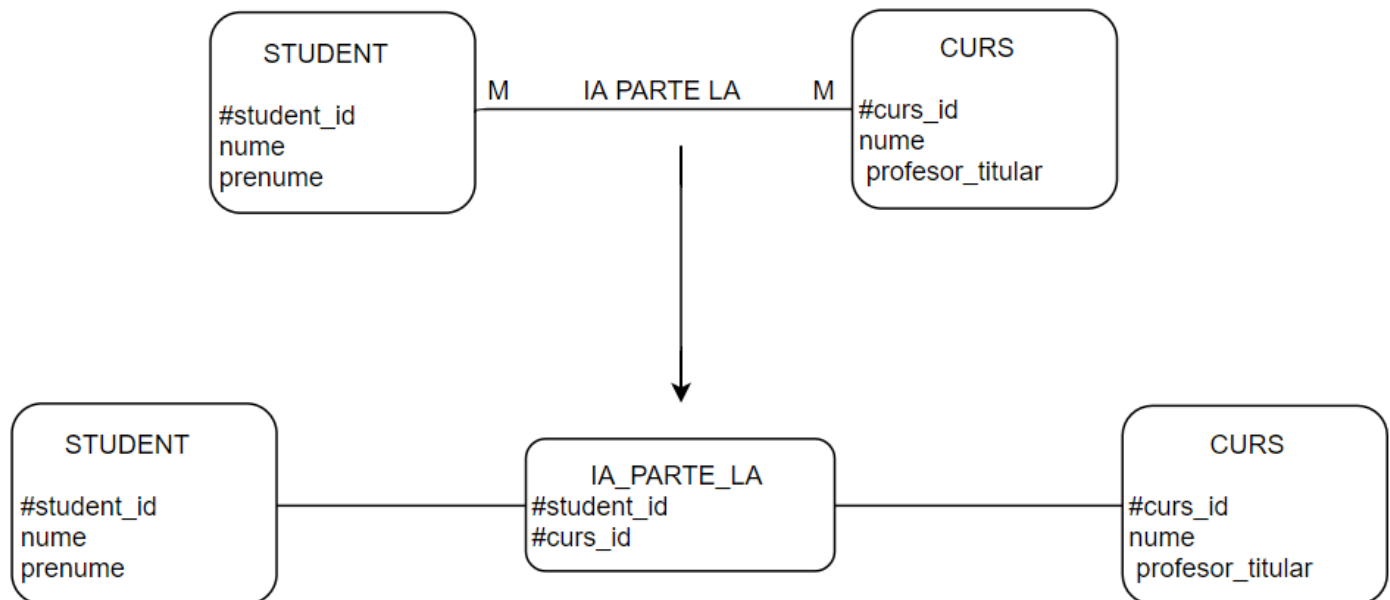 STUDENT
#student_id
nume
prenume
M IA PARTE LA M
CURS
#curs_id
nume
profesor_titular
STUDENT
#student_id
nume
prenume
IA_PARTE_LA
#student_id
#curs_id
CURS
#curs_id
nume
profesor_titular